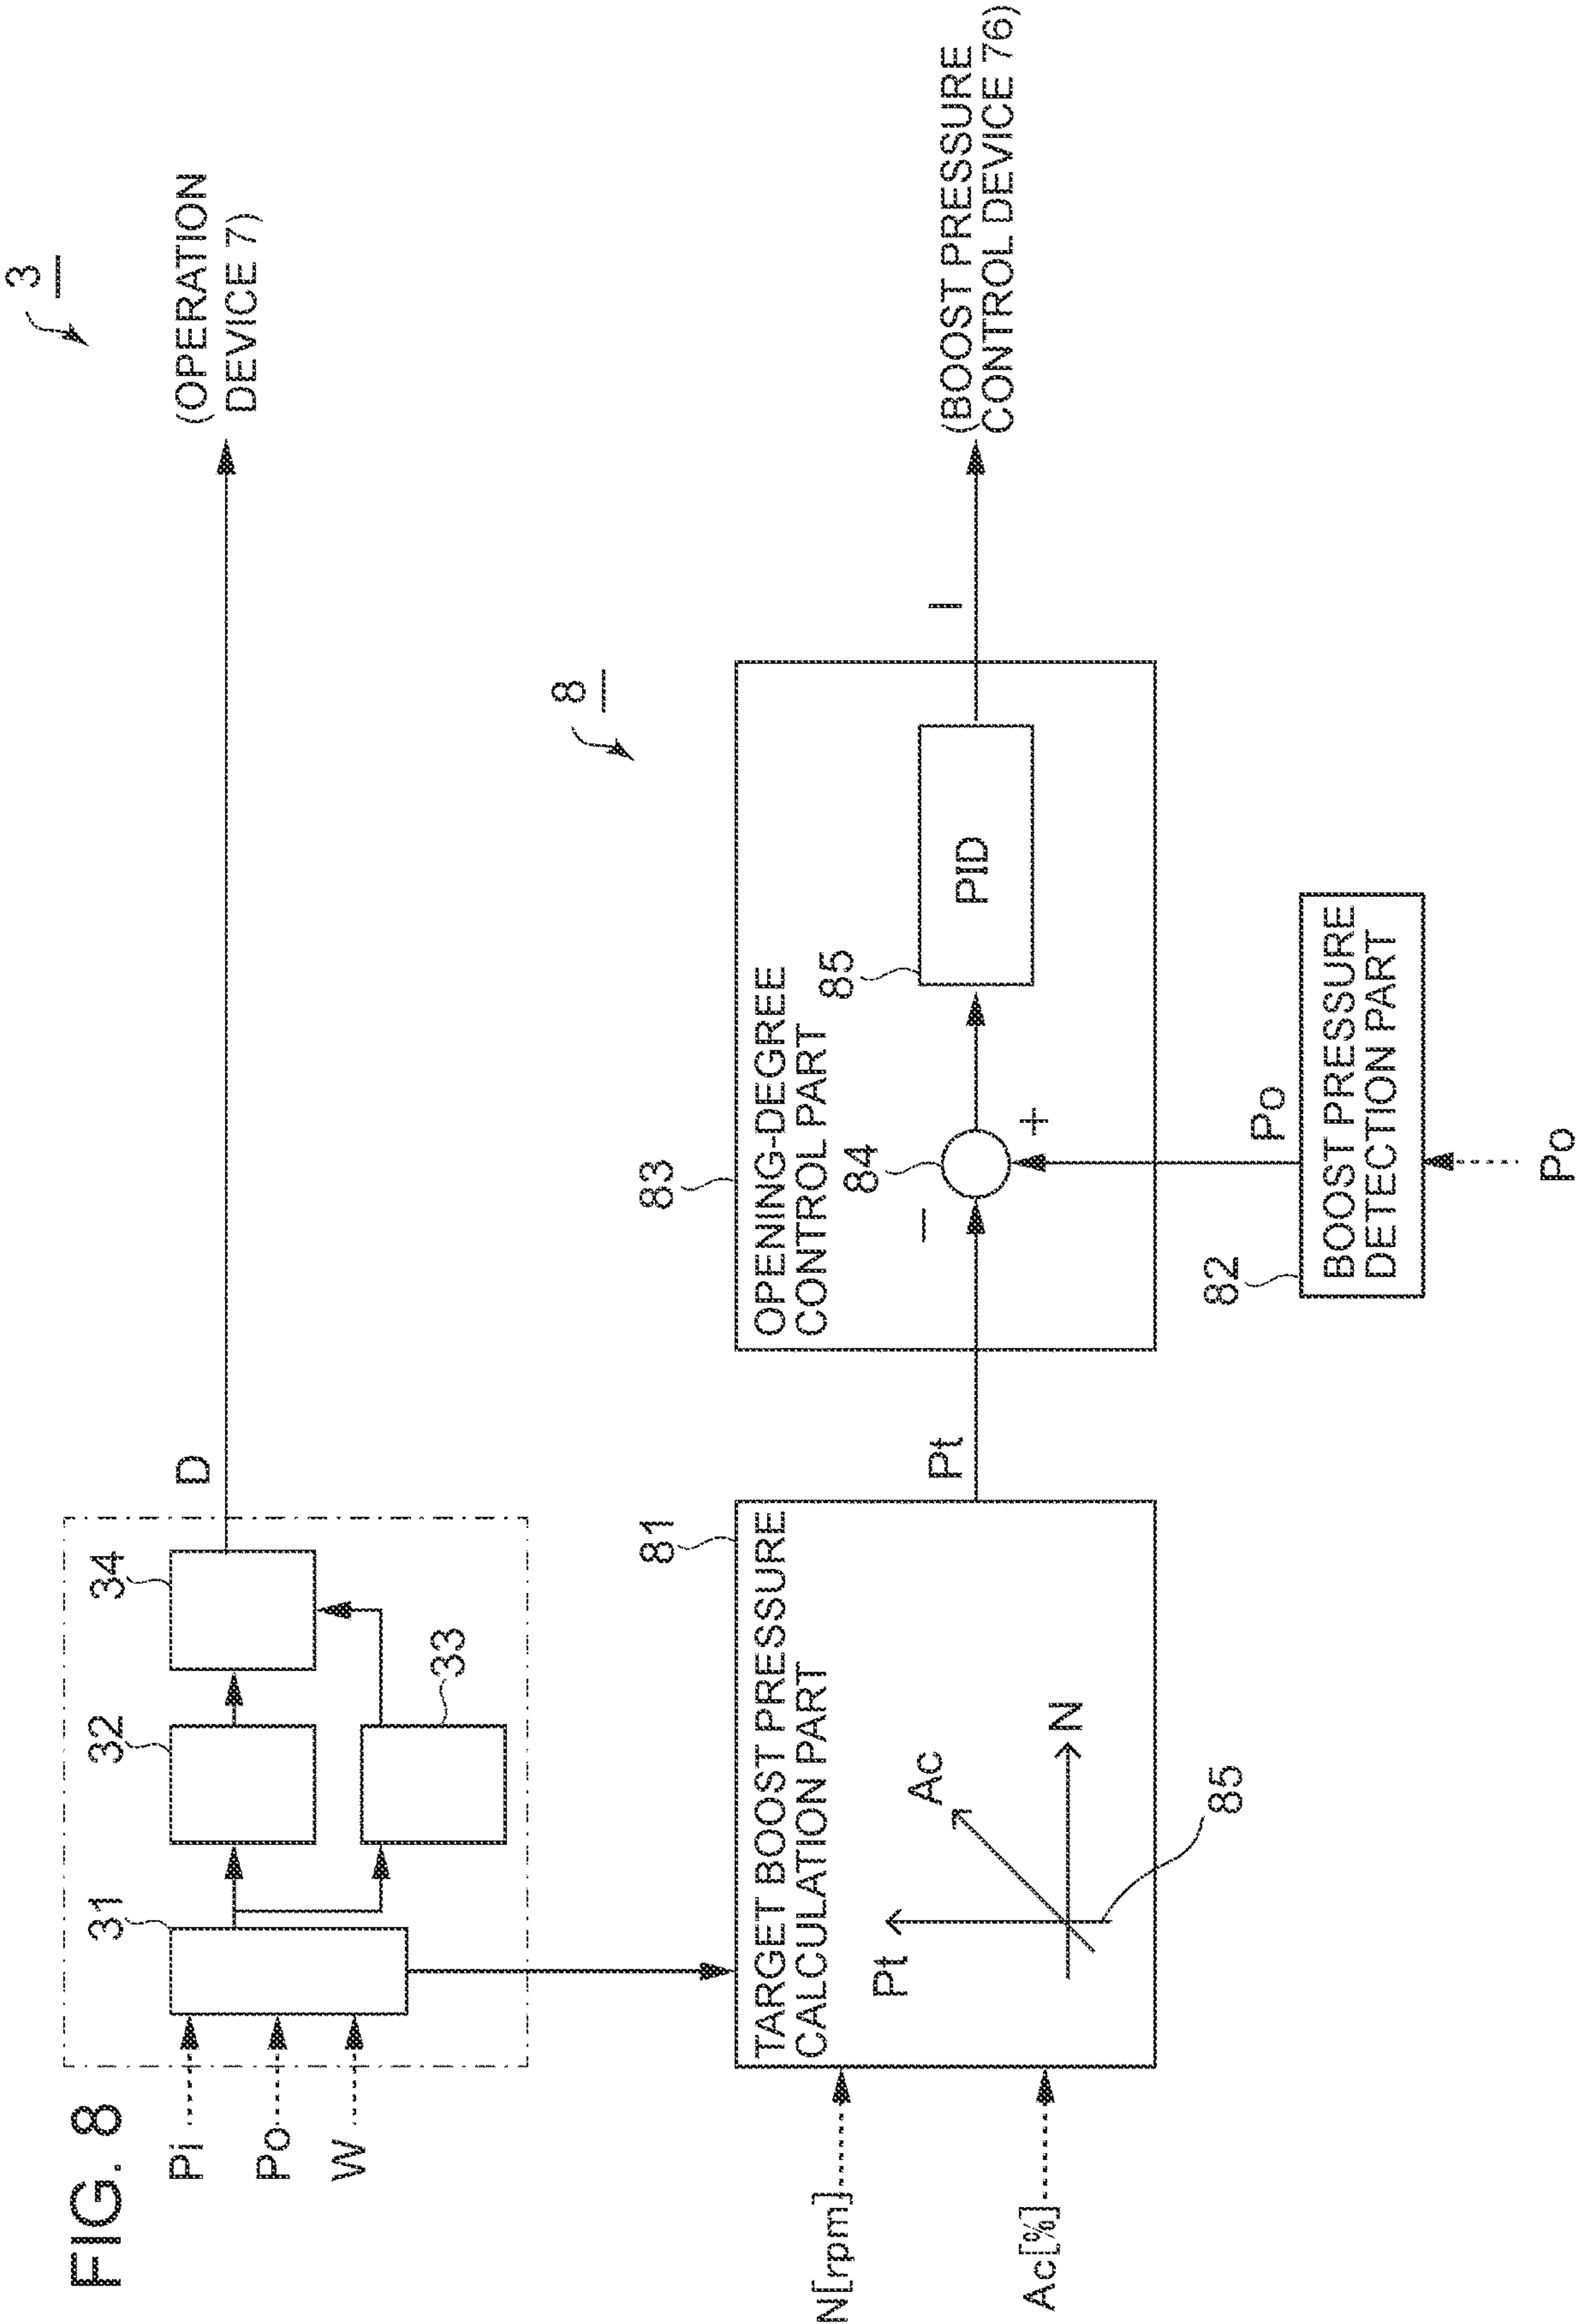 FIG. 8
3
Pi
Po
W
31
32
33
34
D
(OPERATION
DEVICE 7)
8
N[rpm]
Ac[%]
81
TARGET BOOST PRESSURE
CALCULATION PART
Pt
Ac
N
85
Pt
83
OPENING-DEGREE
CONTROL PART
84
−
+
85
PID
I
(BOOST PRESSURE
CONTROL DEVICE 76)
Po
82
BOOST PRESSURE
DETECTION PART
Po